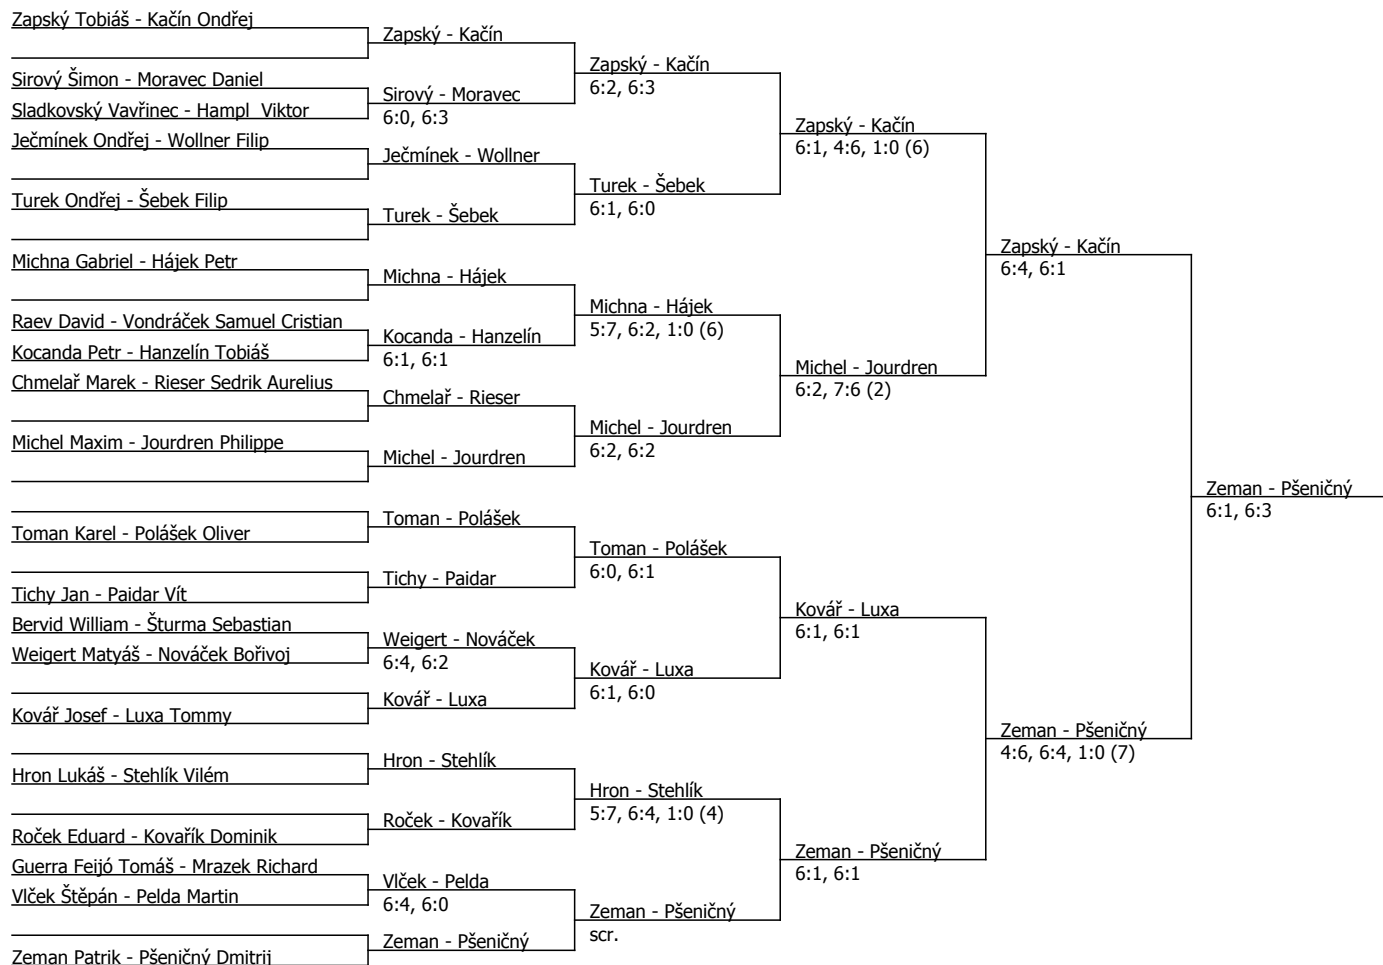 Zapský Tobiáš - Kačín Ondřej
Sirový Šimon - Moravec Daniel
Sladkovský Vavřinec - Hampl  Viktor
Ječmínek Ondřej - Wollner Filip
Turek Ondřej - Šebek Filip
Michna Gabriel - Hájek Petr
Raev David - Vondráček Samuel Cristian
Kocanda Petr - Hanzelín Tobiáš
Chmelař Marek - Rieser Sedrik Aurelius
Michel Maxim - Jourdren Philippe
Toman Karel - Polášek Oliver
Tichy Jan - Paidar Vít
Bervid William - Šturma Sebastian
Weigert Matyáš - Nováček Bořivoj
Kovář Josef - Luxa Tommy
Hron Lukáš - Stehlík Vilém
Roček Eduard - Kovařík Dominik
Guerra Feijó Tomáš - Mrazek Richard
Vlček Štěpán - Pelda Martin
Zeman Patrik - Pšeničný Dmitrij
Zapský - Kačín
Sirový - Moravec
6:0, 6:3
Ječmínek - Wollner
Turek - Šebek
Michna - Hájek
Kocanda - Hanzelín
6:1, 6:1
Chmelař - Rieser
Michel - Jourdren
Toman - Polášek
Tichy - Paidar
Weigert - Nováček
6:4, 6:2
Kovář - Luxa
Hron - Stehlík
Roček - Kovařík
Vlček - Pelda
6:4, 6:0
Zeman - Pšeničný
Zapský - Kačín
6:2, 6:3
Turek - Šebek
6:1, 6:0
Michna - Hájek
5:7, 6:2, 1:0 (6)
Michel - Jourdren
6:2, 6:2
Toman - Polášek
6:0, 6:1
Kovář - Luxa
6:1, 6:0
Hron - Stehlík
5:7, 6:4, 1:0 (4)
Zeman - Pšeničný
scr.
Zapský - Kačín
6:1, 4:6, 1:0 (6)
Michel - Jourdren
6:2, 7:6 (2)
Kovář - Luxa
6:1, 6:1
Zeman - Pšeničný
6:1, 6:1
Zapský - Kačín
6:4, 6:1
Zeman - Pšeničný
4:6, 6:4, 1:0 (7)
Zeman - Pšeničný
6:1, 6:3